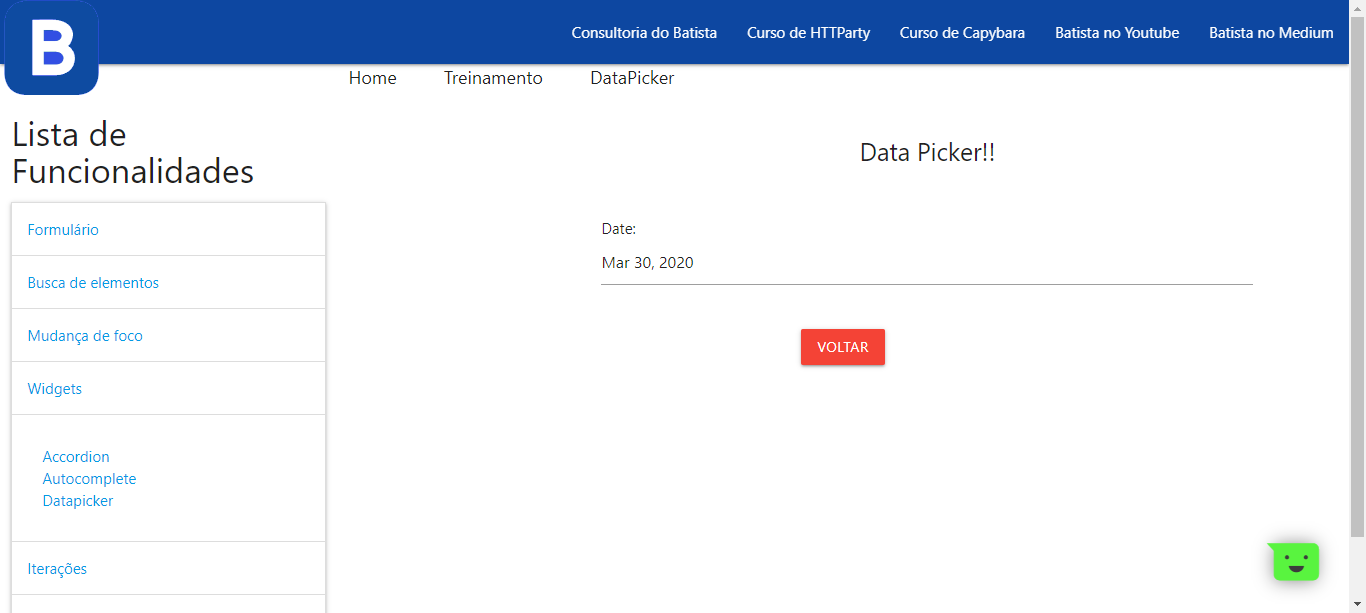 B
Consultoria do Batista Curso de HTTParty Curso de Capybara Batista no Youtube Batista no Medium
Home Treinamento DataPicker
Lista de
Funcionalidades
Formulário
Busca de elementos
Mudança de foco
Widgets
Accordion
Autocomplete
Datapicker
Iterações
Data Picker!!
Date:
Mar 30, 2020
VOLTAR